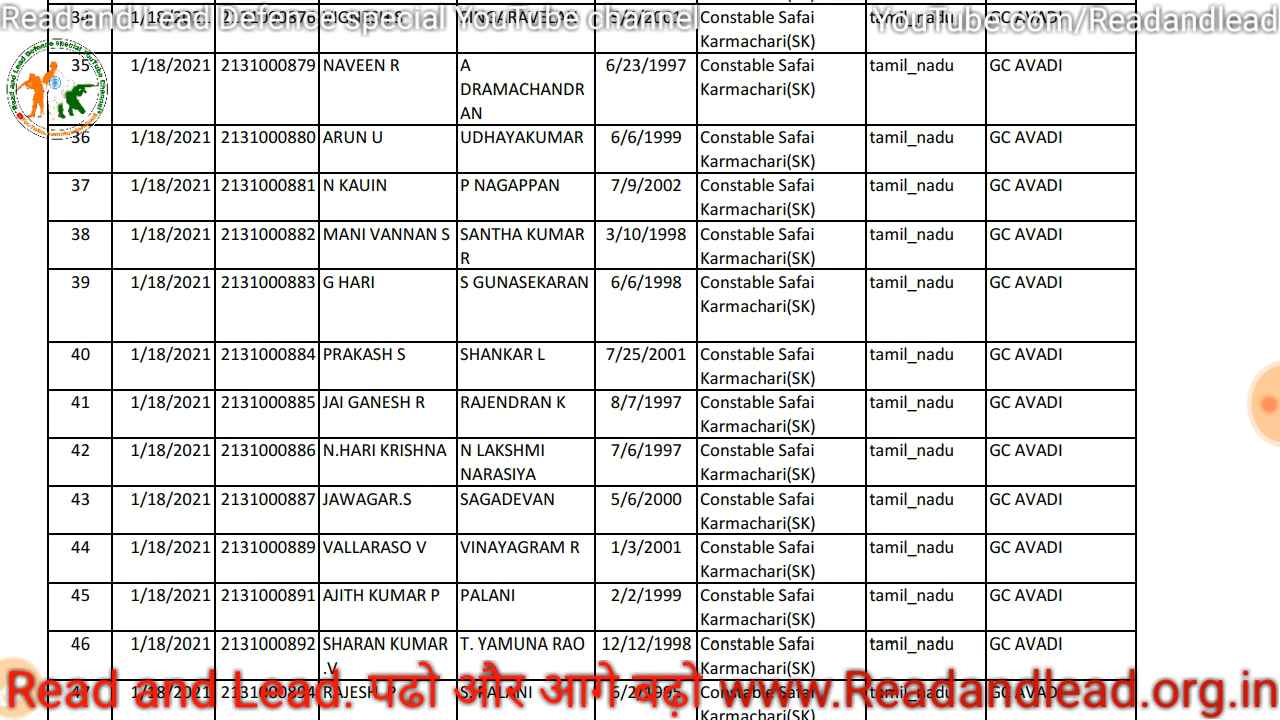 Read and Lead Defence Special YouTube channel YouTube.com/Readandlead
34 1/18/2021 2131000876 VIGNESH S SINGARAVELAN 2001 Constable Safai tamil_nadu GC AVADI
Karmachari(SK)
35 1/18/2021 2131000879 NAVEEN R A 6/23/1997 Constable Safai tamil_nadu GC AVADI
DRAMACHANDR Karmachari(SK)
AN
36 1/18/2021 2131000880 ARUN U UDHAYAKUMAR 6/6/1999 Constable Safai tamil_nadu GC AVADI
Karmachari(SK)
37 1/18/2021 2131000881 N KAUIN P NAGAPPAN 7/9/2002 Constable Safai tamil_nadu GC AVADI
Karmachari(SK)
38 1/18/2021 2131000882 MANI VANNAN S SANTHA KUMAR 3/10/1998 Constable Safai tamil_nadu GC AVADI
R Karmachari(SK)
39 1/18/2021 2131000883 G HARI S GUNASEKARAN 6/6/1998 Constable Safai tamil_nadu GC AVADI
Karmachari(SK)
40 1/18/2021 2131000884 PRAKASH S SHANKAR L 7/25/2001 Constable Safai tamil_nadu GC AVADI
Karmachari(SK)
41 1/18/2021 2131000885 JAI GANESH R RAJENDRAN K 8/7/1997 Constable Safai tamil_nadu GC AVADI
Karmachari(SK)
42 1/18/2021 2131000886 N.HARI KRISHNA N LAKSHMI 7/6/1997 Constable Safai tamil_nadu GC AVADI
NARASIYA Karmachari(SK)
43 1/18/2021 2131000887 JAWAGAR.S SAGADEVAN 5/6/2000 Constable Safai tamil_nadu GC AVADI
Karmachari(SK)
44 1/18/2021 2131000889 VALLARASO V VINAYAGRAM R 1/3/2001 Constable Safai tamil_nadu GC AVADI
Karmachari(SK)
45 1/18/2021 2131000891 AJITH KUMAR P PALANI 2/2/1999 Constable Safai tamil_nadu GC AVADI
Karmachari(SK)
46 1/18/2021 2131000892 SHARAN KUMAR T. YAMUNA RAO 12/12/1998 Constable Safai tamil_nadu GC AVADI
.V Karmachari(SK)
47 1/18/2021 2131000894 RAJESH. P S.PALANI 6/2/1995 Constable Safai tamil_nadu GC AVADI
Karmachari(SK)
Read and Lead. पढो और आगे बढ़ो www.Readandlead.org.in